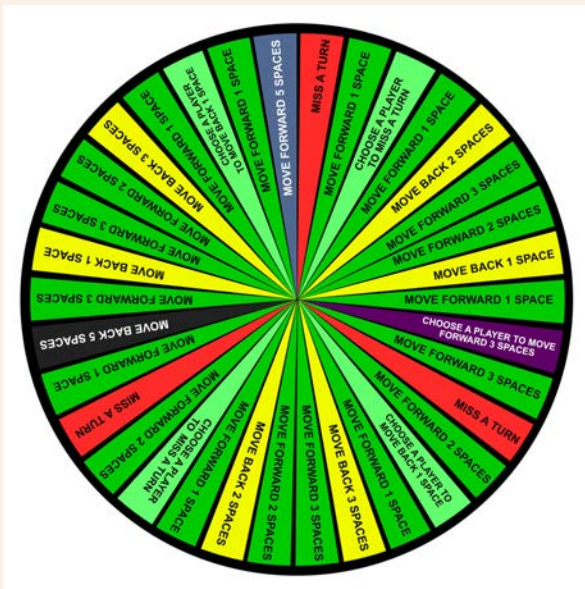 MOVE FORWARD 5 SPACES
MISS A TURN
MOVE FORWARD 1 SPACE
CHOOSE A PLAYER
TO MISS A TURN
MOVE FORWARD 1 SPACE
MOVE BACK 2 SPACES
MOVE FORWARD 3 SPACES
MOVE FORWARD 2 SPACES
MOVE BACK 1 SPACE
MOVE FORWARD 1 SPACE
CHOOSE A PLAYER TO MOVE
FORWARD 3 SPACES
MOVE FORWARD 3 SPACES
MISS A TURN
MOVE FORWARD 2 SPACES
CHOOSE A PLAYER TO
MOVE BACK 1 SPACE
MOVE FORWARD 1 SPACE
MOVE BACK 3 SPACES
MOVE FORWARD 3 SPACES
MOVE FORWARD 2 SPACES
MOVE BACK 2 SPACES
MOVE FORWARD 1 SPACE
CHOOSE A PLAYER
TO MISS A TURN
MOVE FORWARD 2 SPACES
MISS A TURN
MOVE FORWARD 1 SPACE
MOVE BACK 5 SPACES
MOVE FORWARD 3 SPACES
MOVE BACK 1 SPACE
MOVE FORWARD 3 SPACES
MOVE FORWARD 2 SPACES
MOVE BACK 3 SPACES
MOVE FORWARD 1 SPACE
CHOOSE A PLAYER
TO MOVE BACK 1 SPACE
MOVE FORWARD 1 SPACE